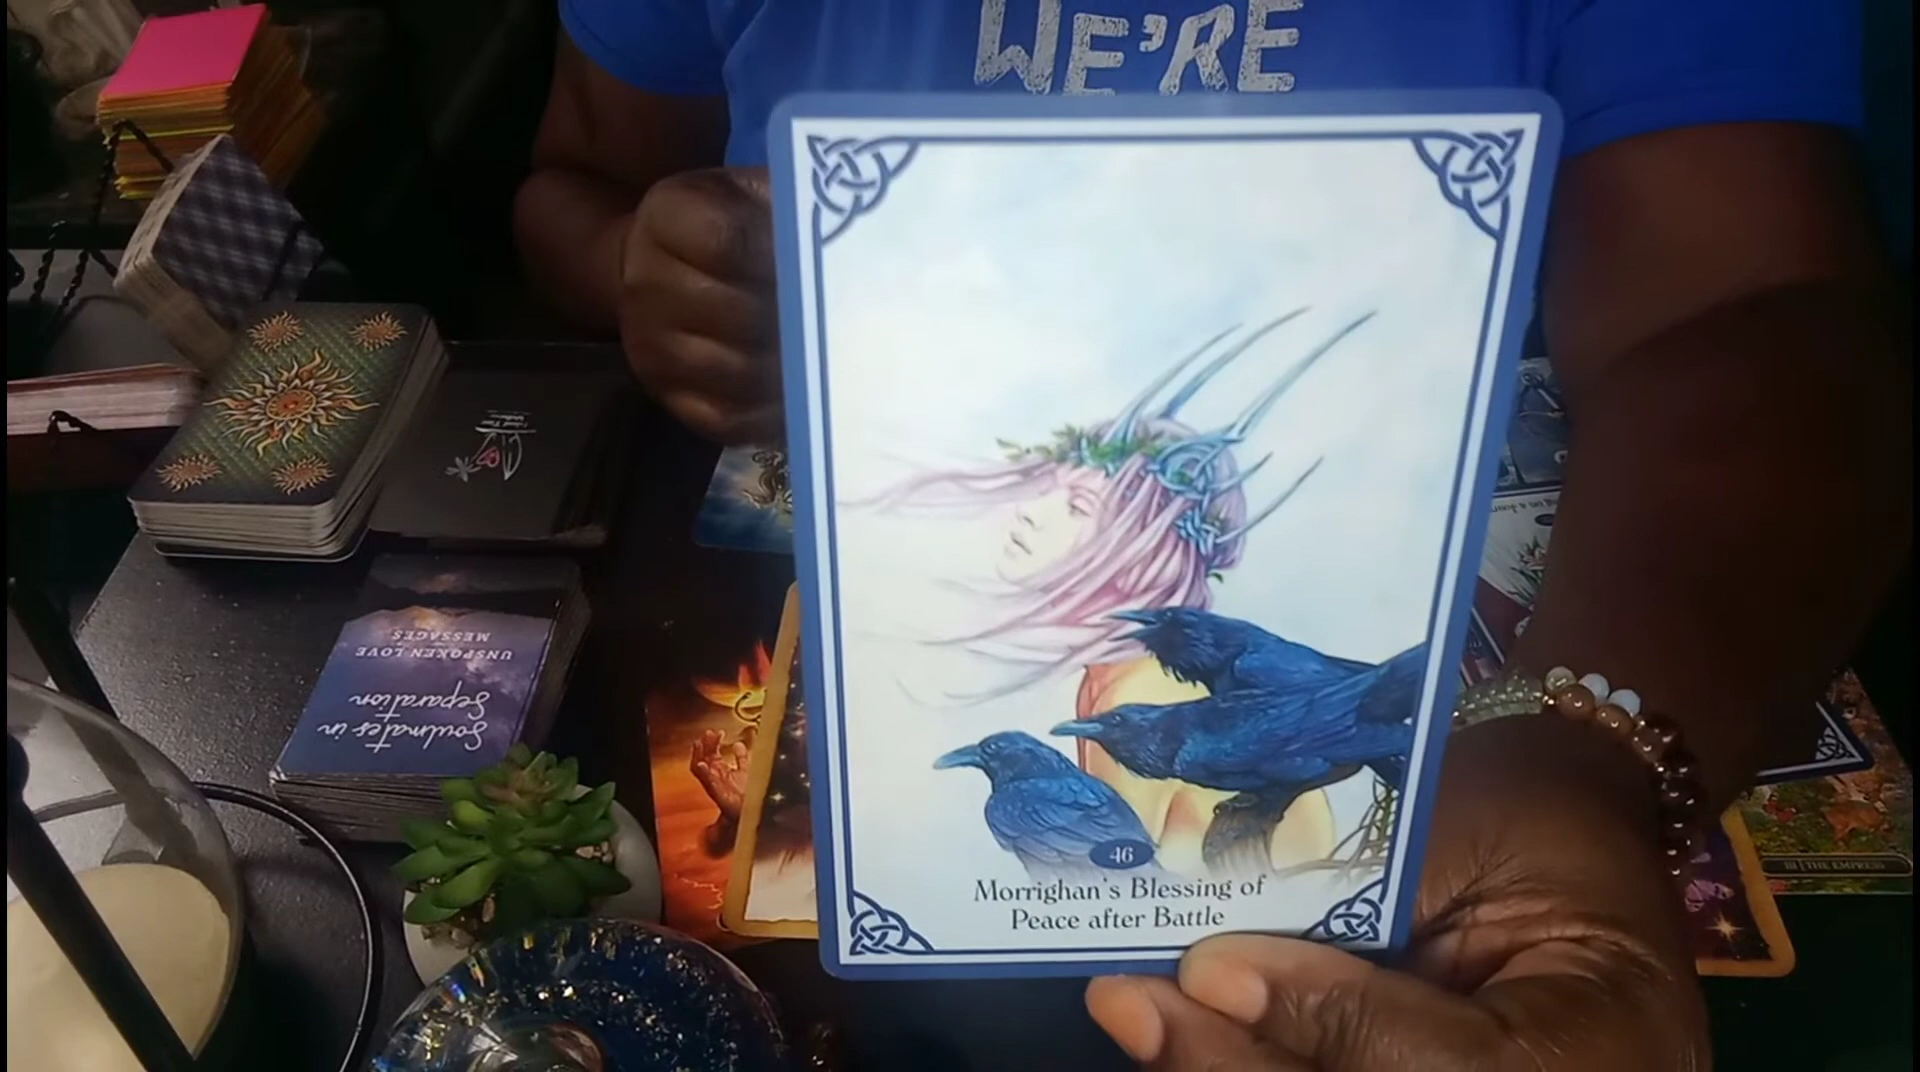 WE'RE
46
Morrighan's Blessing of
Peace after Battle
Soulmates in
Separation
UNSPOKEN LOVE
MESSAGES
III THE EMPRESS